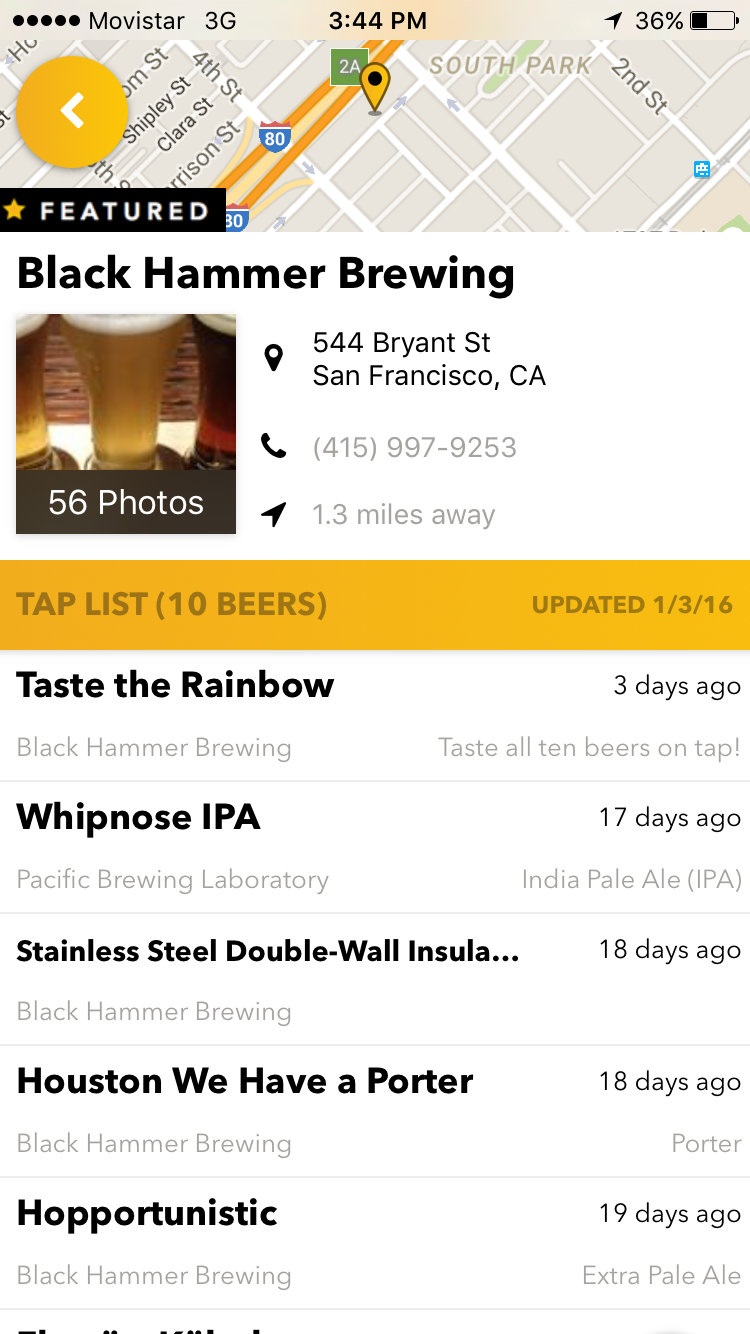 ●●●●● Movistar 3G 3:44 PM 36%
4th St
Shipley St
Clara St
2A
SOUTH PARK
2nd St
80
80
★ FEATURED
Black Hammer Brewing
544 Bryant St
San Francisco, CA
(415) 997-9253
56 Photos
1.3 miles away
TAP LIST (10 BEERS) UPDATED 1/3/16
Taste the Rainbow 3 days ago
Black Hammer Brewing Taste all ten beers on tap!
Whipnose IPA 17 days ago
Pacific Brewing Laboratory India Pale Ale (IPA)
Stainless Steel Double-Wall Insula... 18 days ago
Black Hammer Brewing
Houston We Have a Porter 18 days ago
Black Hammer Brewing Porter
Hopportunistic 19 days ago
Black Hammer Brewing Extra Pale Ale